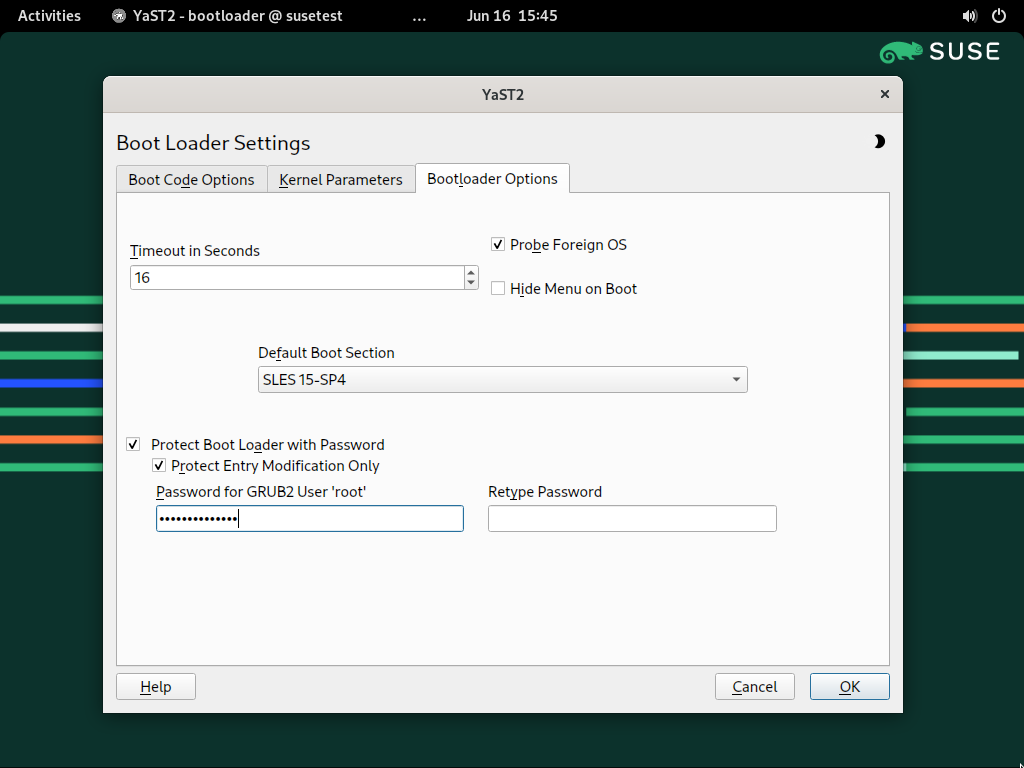 Activities YaST2 - bootloader @ susetest ... Jun 16 15:45
SUSE
YaST2
Boot Loader Settings
Boot Code Options Kernel Parameters Bootloader Options
Timeout in Seconds
16
Probe Foreign OS
Hide Menu on Boot
Default Boot Section
SLES 15-SP4
Protect Boot Loader with Password
Protect Entry Modification Only
Password for GRUB2 User 'root' Retype Password
••••••••••••••
Help Cancel OK